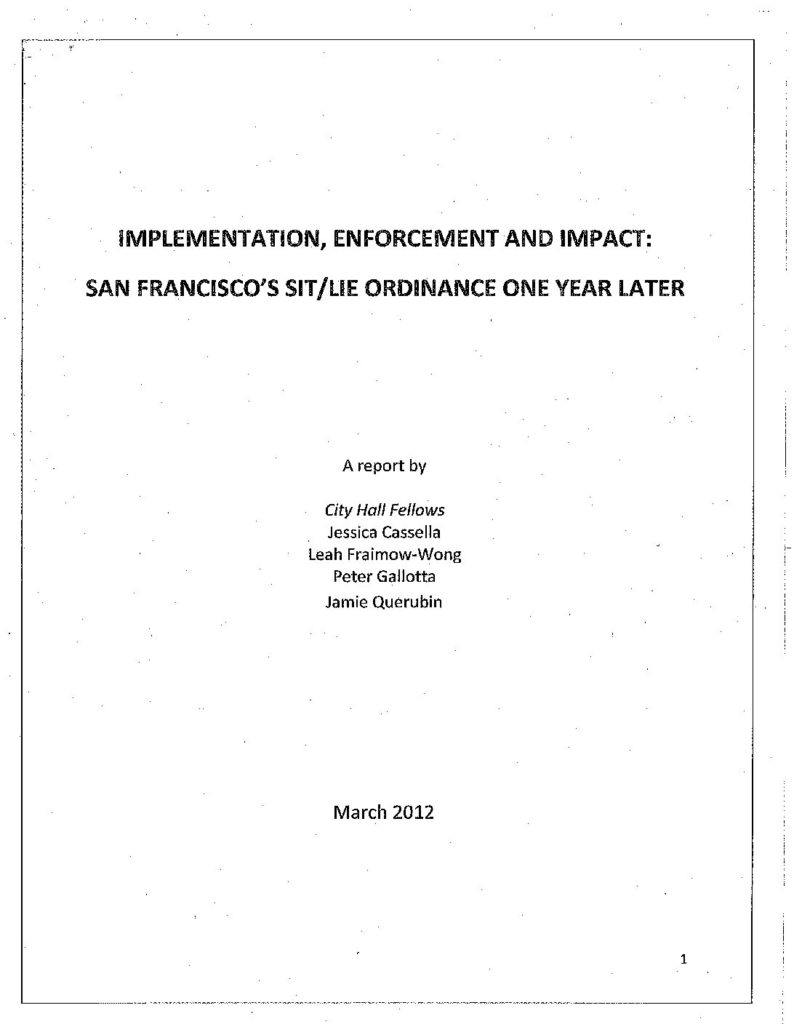 IMPLEMENTATION, ENFORCEMENT AND IMPACT:
SAN FRANCISCO'S SIT/LIE ORDINANCE ONE YEAR LATER
A report by
City Hall Fellows
Jessica Cassella
Leah Fraimow-Wong
Peter Gallotta
Jamie Querubin
March 2012
1